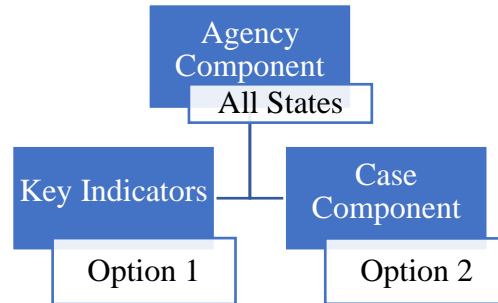 Agency
Component
All States
Key Indicators
Option 1
Case
Component
Option 2